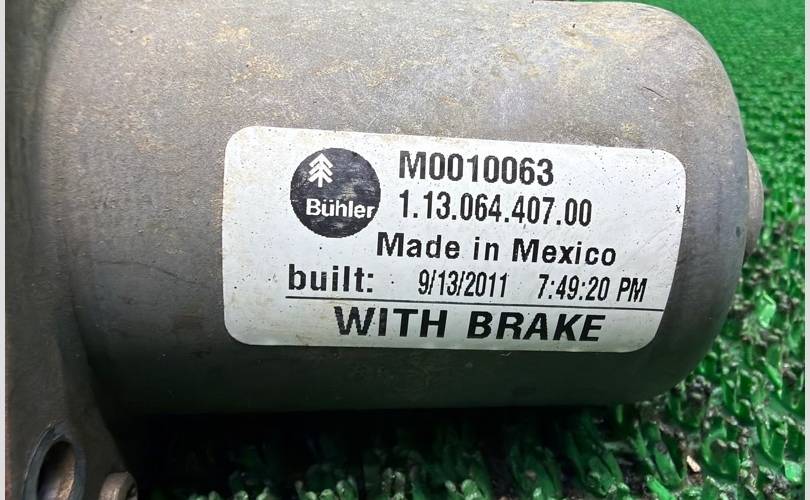 Bühler
M0010063
1.13.064.407.00
Made in Mexico
built: 9/13/2011 7:49:20 PM
WITH BRAKE